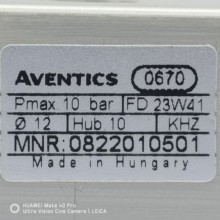 AVENTICS 0670
Pmax 10 bar FD 23W41
Ø 12 Hub 10 KHZ
MNR:0822010501
Made in Hungary
HUAWEI Mate 40 Pro
Ultra Vision Cine Camera | LEICA